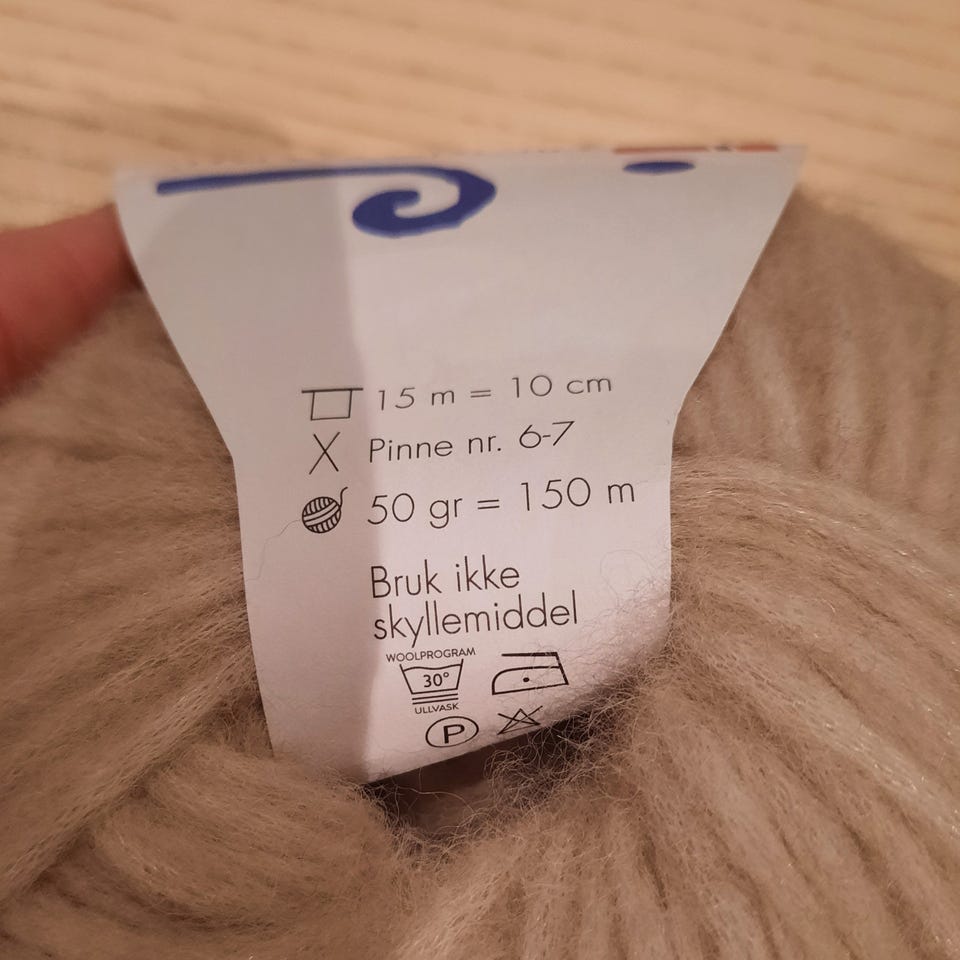 15 m = 10 cm
Pinne nr. 6-7
50 gr = 150 m
Bruk ikke
skyllemiddel
WOOLPROGRAM
30°
ULLVASK
P